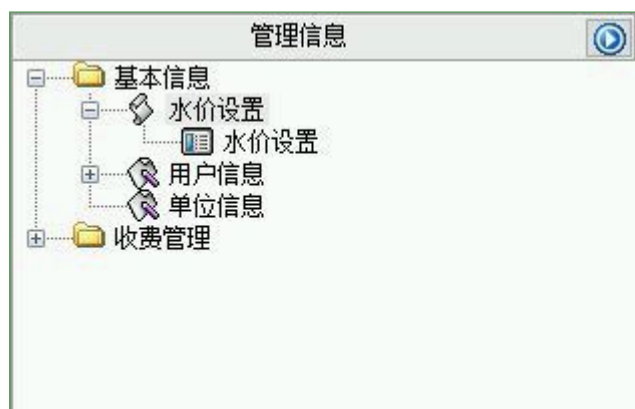 管理信息
基本信息
水价设置
水价设置
用户信息
单位信息
收费管理